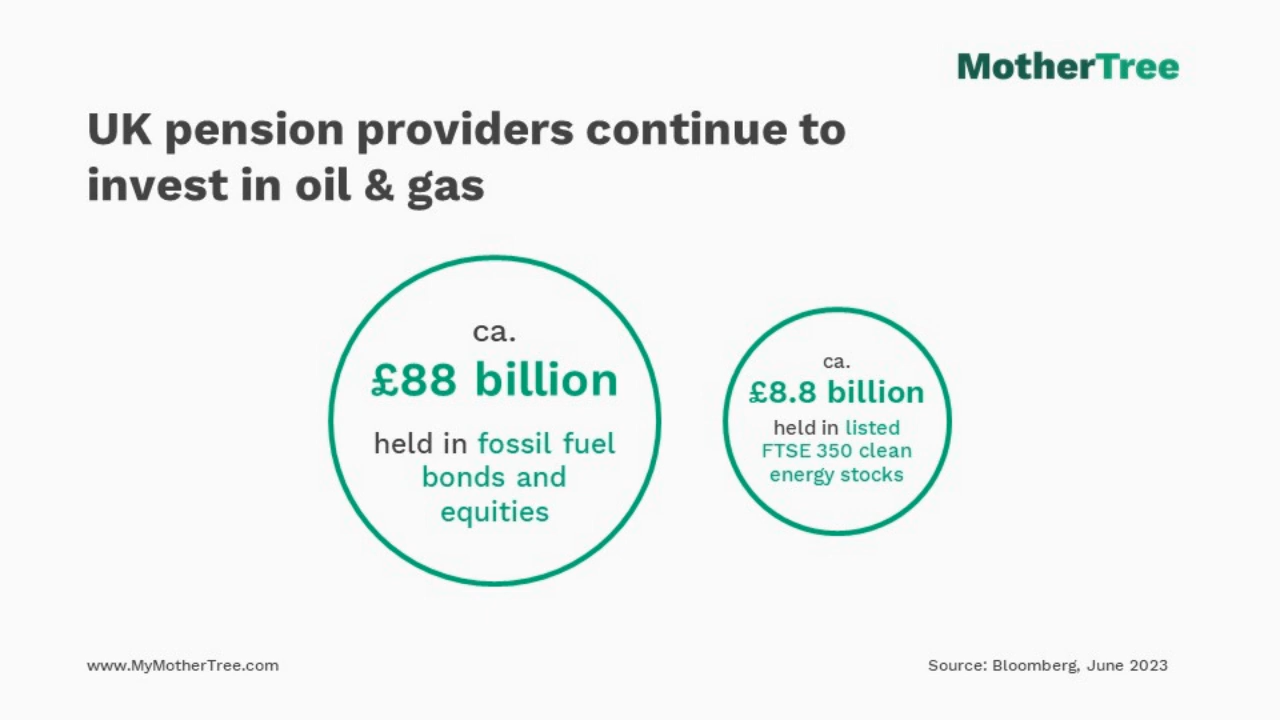 MotherTree
UK pension providers continue to
invest in oil & gas
ca.
£88 billion
held in fossil fuel
bonds and
equities
ca.
£8.8 billion
held in listed
FTSE 350 clean
energy stocks
www.MyMotherTree.com
Source: Bloomberg, June 2023